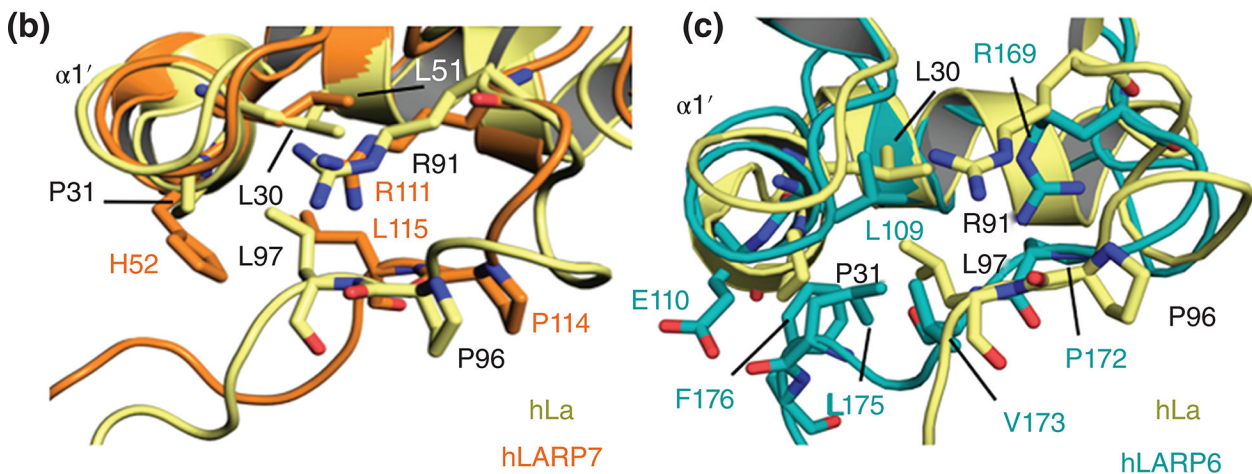 (b)
α1′
L51
P31
L30
R91
R111
L115
H52
L97
P114
P96
hLa
hLARP7
(c)
R169
L30
α1′
R91
L109
P31
L97
E110
P96
P172
F176
L175
V173
hLa
hLARP6